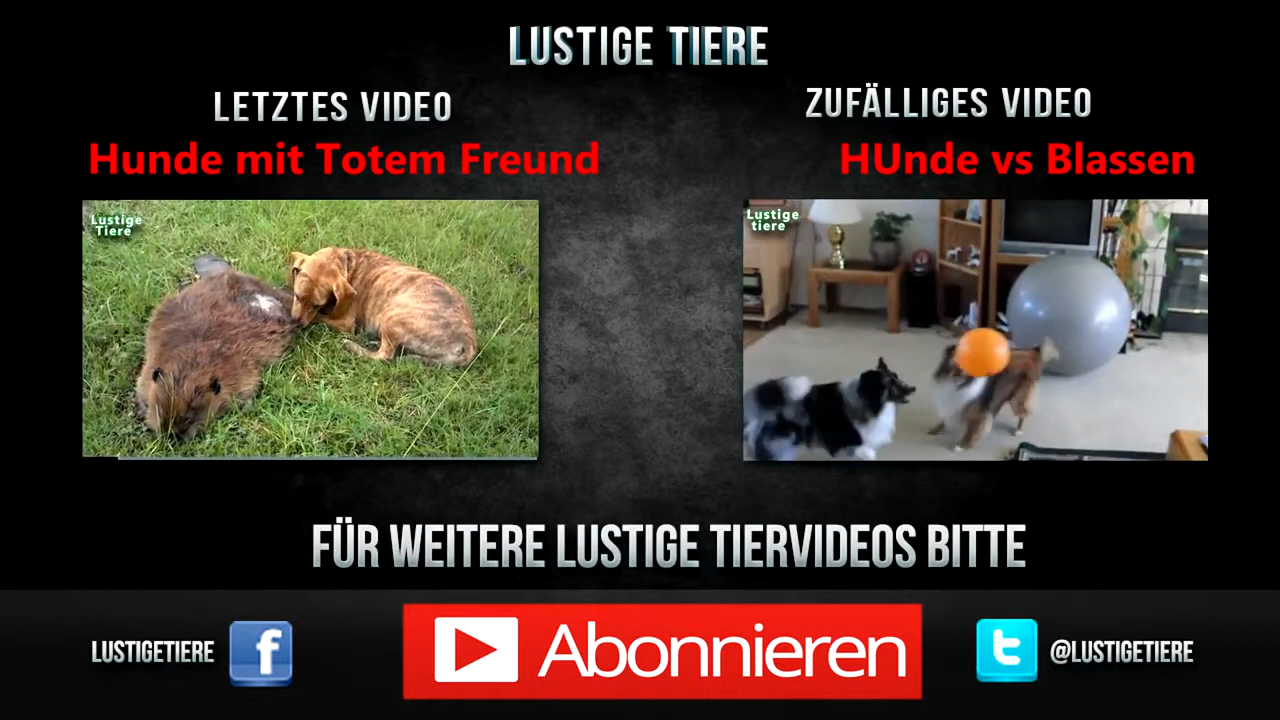 LUSTIGE TIERE
LETZTES VIDEO
ZUFÄLLIGES VIDEO
Hunde mit Totem Freund
HUnde vs Blassen
Lustige
Tiere
Lustige
tiere
FÜR WEITERE LUSTIGE TIERVIDEOS BITTE
LUSTIGETIERE
f
Abonnieren
t
@LUSTIGETIERE